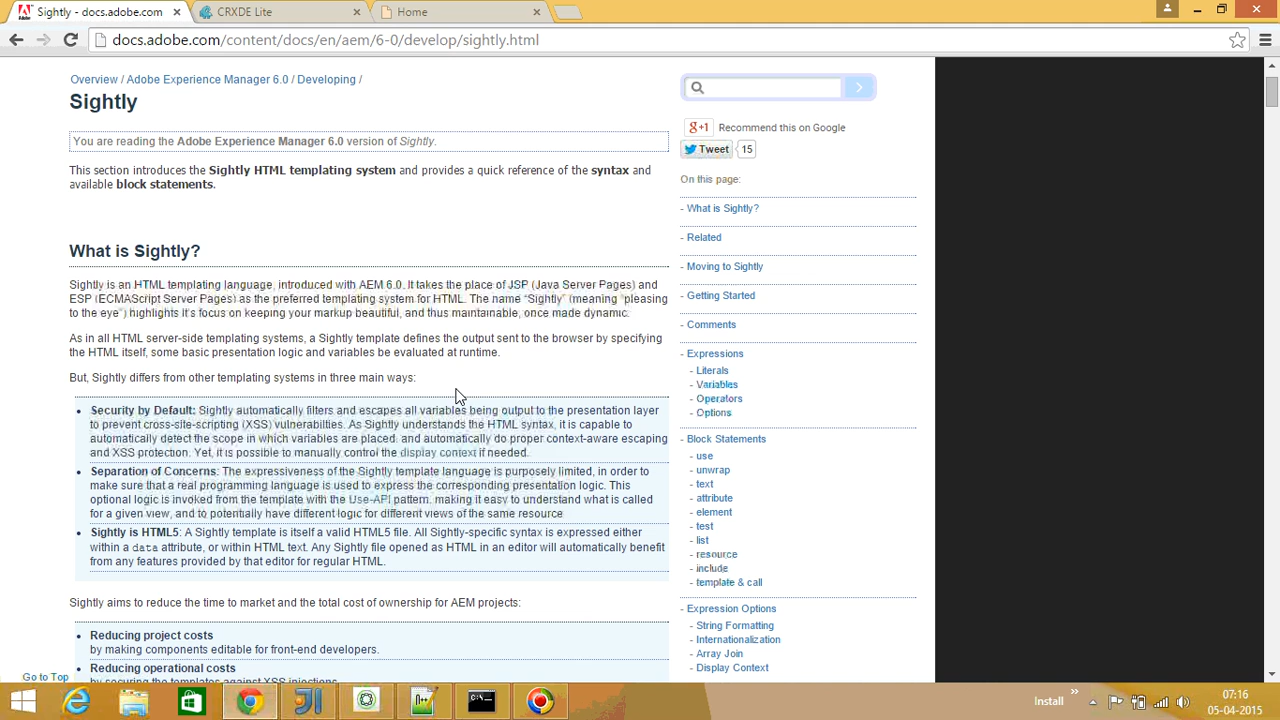 Sightly - docs.adobe.com
CRXDE Lite
Home
docs.adobe.com/content/docs/en/aem/6-0/develop/sightly.html
Overview / Adobe Experience Manager 6.0 / Developing /
Sightly
You are reading the Adobe Experience Manager 6.0 version of Sightly.
This section introduces the Sightly HTML templating system and provides a quick reference of the syntax and
available block statements.
What is Sightly?
Sightly is an HTML templating language, introduced with AEM 6.0. It takes the place of JSP (Java Server Pages) and
ESP (ECMAScript Server Pages) as the preferred templating system for HTML. The name "Sightly" (meaning "pleasing
to the eye") highlights it's focus on keeping your markup beautiful, and thus maintainable, once made dynamic.
As in all HTML server-side templating systems, a Sightly template defines the output sent to the browser by specifying
the HTML itself, some basic presentation logic and variables be evaluated at runtime.
But, Sightly differs from other templating systems in three main ways:
• Security by Default: Sightly automatically filters and escapes all variables being output to the presentation layer
to prevent cross-site-scripting (XSS) vulnerabilities. As Sightly understands the HTML syntax, it is capable to
automatically detect the scope in which variables are placed, and automatically do proper context-aware escaping
and XSS protection. Yet, it is possible to manually control the display context if needed.
• Separation of Concerns: The expressiveness of the Sightly template language is purposely limited, in order to
make sure that a real programming language is used to express the corresponding presentation logic. This
optional logic is invoked from the template with the Use-API pattern, making it easy to understand what is called
for a given view, and to potentially have different logic for different views of the same resource
• Sightly is HTML5: A Sightly template is itself a valid HTML5 file. All Sightly-specific syntax is expressed either
within a data attribute, or within HTML text. Any Sightly file opened as HTML in an editor will automatically benefit
from any features provided by that editor for regular HTML.
Sightly aims to reduce the time to market and the total cost of ownership for AEM projects:
• Reducing project costs
by making components editable for front-end developers.
• Reducing operational costs
by securing the templates against XSS injections.
Go to Top
g+1 Recommend this on Google
Tweet 15
On this page:
- What is Sightly?
- Related
- Moving to Sightly
- Getting Started
- Comments
- Expressions
- Literals
- Variables
- Operators
- Options
- Block Statements
- use
- unwrap
- text
- attribute
- element
- test
- list
- resource
- include
- template & call
- Expression Options
- String Formatting
- Internationalization
- Array Join
- Display Context
Install
07:16
05-04-2015